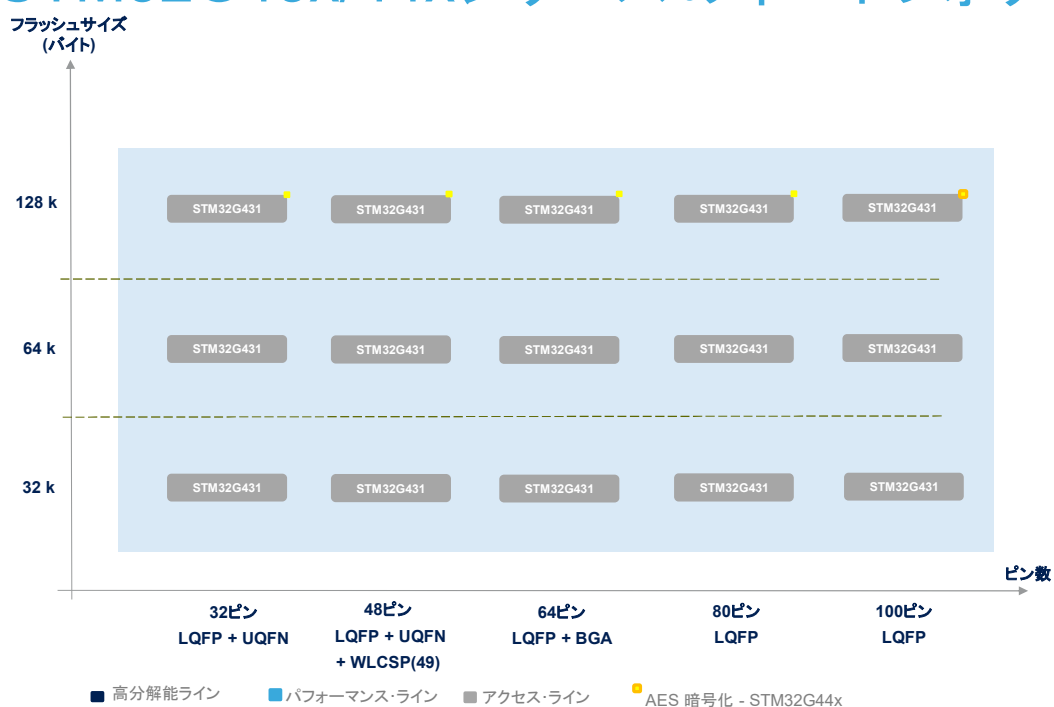 フラッシュサイズ
(バイト)
128 k
STM32G431 STM32G431 STM32G431 STM32G431 STM32G431
64 k
STM32G431 STM32G431 STM32G431 STM32G431 STM32G431
32 k
STM32G431 STM32G431 STM32G431 STM32G431 STM32G431
ピン数
32ピン 48ピン 64ピン 80ピン 100ピン
LQFP + UQFN LQFP + UQFN LQFP + BGA LQFP LQFP
+ WLCSP(49)
高分解能ライン パフォーマンス・ライン アクセス・ライン AES 暗号化 - STM32G44x